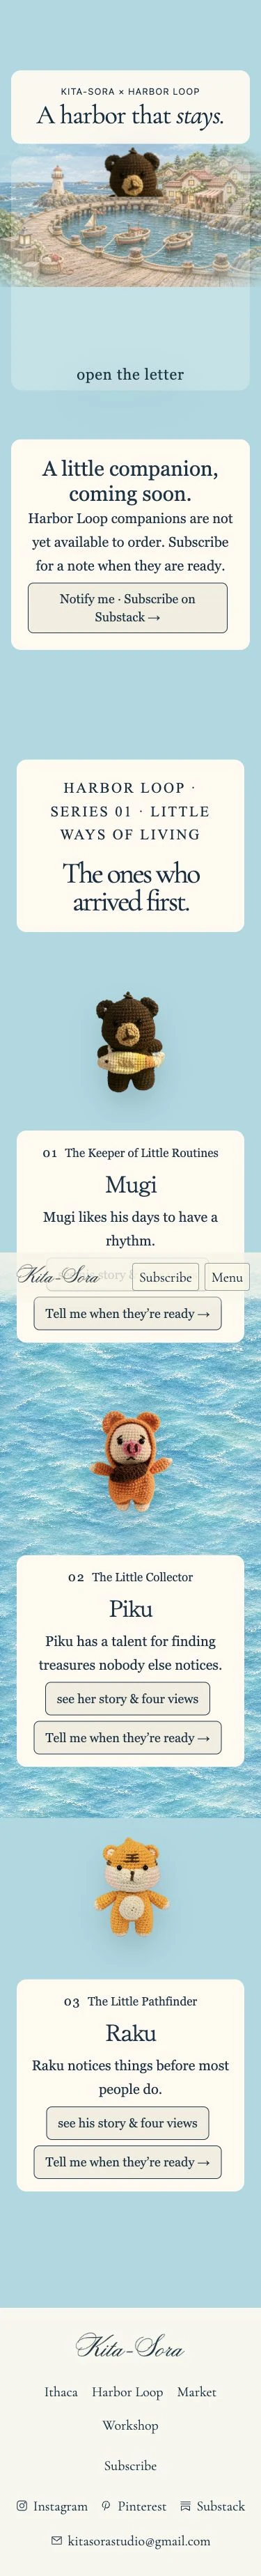 KITA-SORA × HARBOR LOOP
A harbor that stays.
open the letter
A little companion,
coming soon.
Harbor Loop companions are not
yet available to order. Subscribe
for a note when they are ready.
Notify me · Subscribe on
Substack →
HARBOR LOOP ·
SERIES 01 · LITTLE
WAYS OF LIVING
The ones who
arrived first.
01 The Keeper of Little Routines
Mugi
Mugi likes his days to have a
rhythm.
Kita-Sora
Subscribe
Menu
Tell me when they’re ready →
02 The Little Collector
Piku
Piku has a talent for finding
treasures nobody else notices.
see her story & four views
Tell me when they’re ready →
03 The Little Pathfinder
Raku
Raku notices things before most
people do.
see his story & four views
Tell me when they’re ready →
Kita-Sora
Ithaca Harbor Loop Market
Workshop
Subscribe
Instagram Pinterest Substack
kitasorastudio@gmail.com